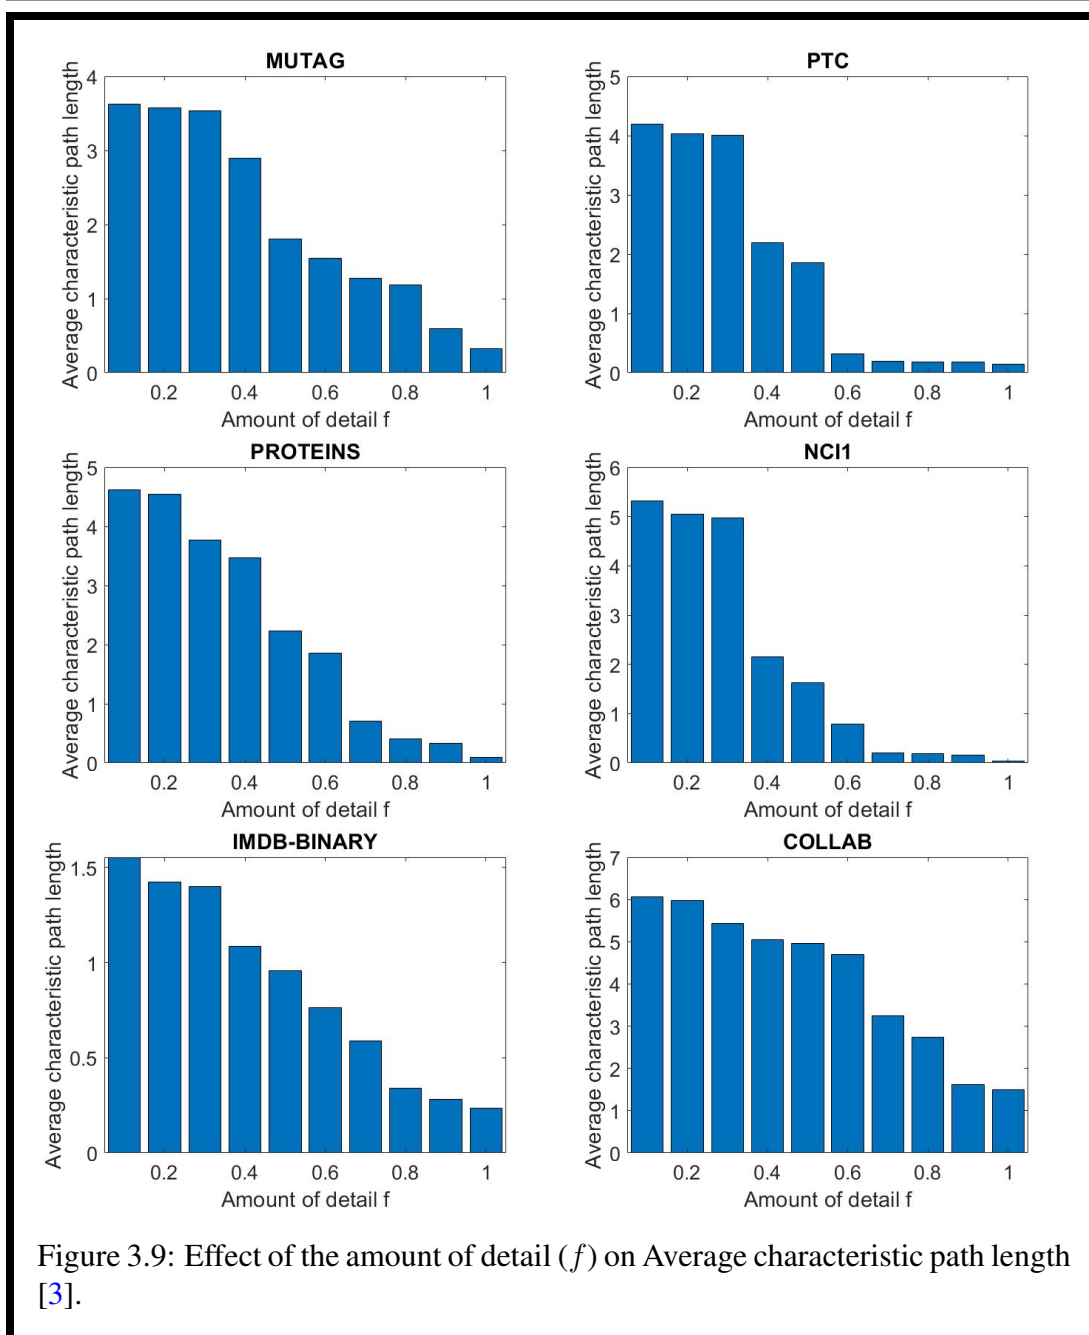 MUTAG
Average characteristic path length
4
3
2
1
0
0.2 0.4 0.6 0.8 1
Amount of detail f
PTC
Average characteristic path length
5
4
3
2
1
0
0.2 0.4 0.6 0.8 1
Amount of detail f
PROTEINS
Average characteristic path length
5
4
3
2
1
0
0.2 0.4 0.6 0.8 1
Amount of detail f
NCI1
Average characteristic path length
6
5
4
3
2
1
0
0.2 0.4 0.6 0.8 1
Amount of detail f
IMDB-BINARY
Average characteristic path length
1.5
1
0.5
0
0.2 0.4 0.6 0.8 1
Amount of detail f
COLLAB
Average characteristic path length
7
6
5
4
3
2
1
0
0.2 0.4 0.6 0.8 1
Amount of detail f
Figure 3.9: Effect of the amount of detail (f) on Average characteristic path length
[3].